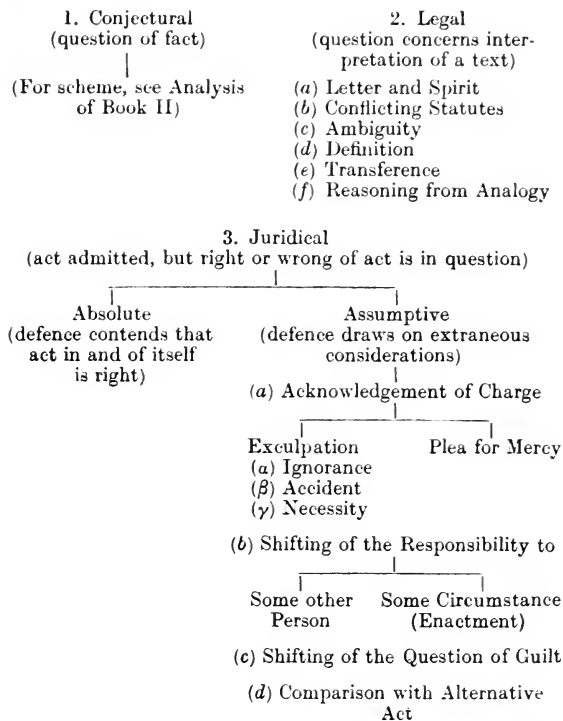 1. Conjectural
(question of fact)
(For scheme, see Analysis
of Book II)
2. Legal
(question concerns inter-
pretation of a text)
(a) Letter and Spirit
(b) Conflicting Statutes
(c) Ambiguity
(d) Definition
(e) Transference
(f) Reasoning from Analogy
3. Juridical
(act admitted, but right or wrong of act is in question)
Absolute
(defence contends that
act in and of itself
is right)
Assumptive
(defence draws on extraneous
considerations)
(a) Acknowledgement of Charge
Exculpation
(α) Ignorance
(β) Accident
(γ) Necessity
Plea for Mercy
(b) Shifting of the Responsibility to
Some other
Person
Some Circumstance
(Enactment)
(c) Shifting of the Question of Guilt
(d) Comparison with Alternative
Act